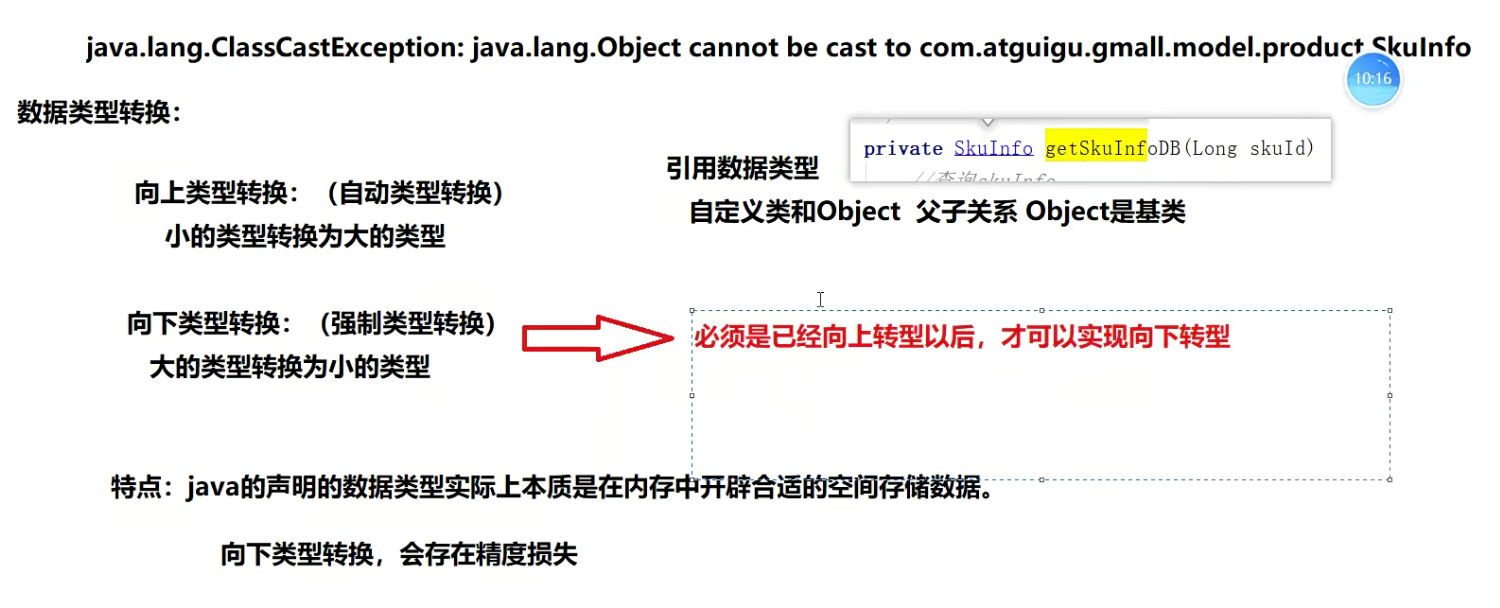 java.lang.ClassCastException: java.lang.Object cannot be cast to com.atguigu.gmall.model.product.SkuInfo
10:16
数据类型转换：
private SkuInfo getSkuInfoDB(Long skuId)
//查询skuInfo
引用数据类型
向上类型转换：（自动类型转换）
自定义类和Object 父子关系 Object是基类
小的类型转换为大的类型
向下类型转换：（强制类型转换）
必须是已经向上转型以后，才可以实现向下转型
大的类型转换为小的类型
特点：java的声明的数据类型实际上本质是在内存中开辟合适的空间存储数据。
向下类型转换，会存在精度损失